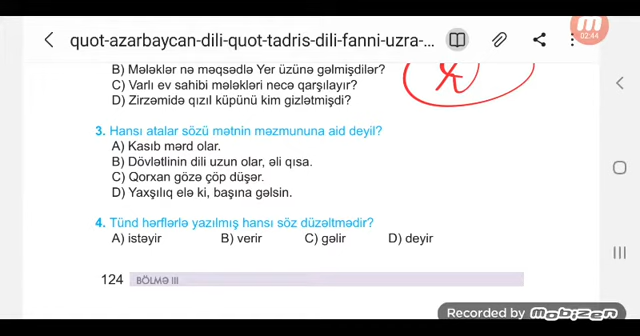 02:44
quot-azarbaycan-dili-quot-tadris-dili-fanni-uzra-...
B) Mələklər nə məqsədlə Yer üzünə gəlmişdilər?
C) Varlı ev sahibi mələkləri necə qarşılayır?
D) Zirzəmidə qızıl küpünü kim gizlətmişdi?
3. Hansı atalar sözü mətnin məzmununa aid deyil?
A) Kasıb mərd olar.
B) Dövlətlinin dili uzun olar, əli qısa.
C) Qorxan gözə çöp düşər.
D) Yaxşılıq elə ki, başına gəlsin.
4. Tünd hərflərlə yazılmış hansı söz düzəltmədir?
A) istəyir B) verir C) gəlir D) deyir
124 BÖLMƏ III
Recorded by Mobizen